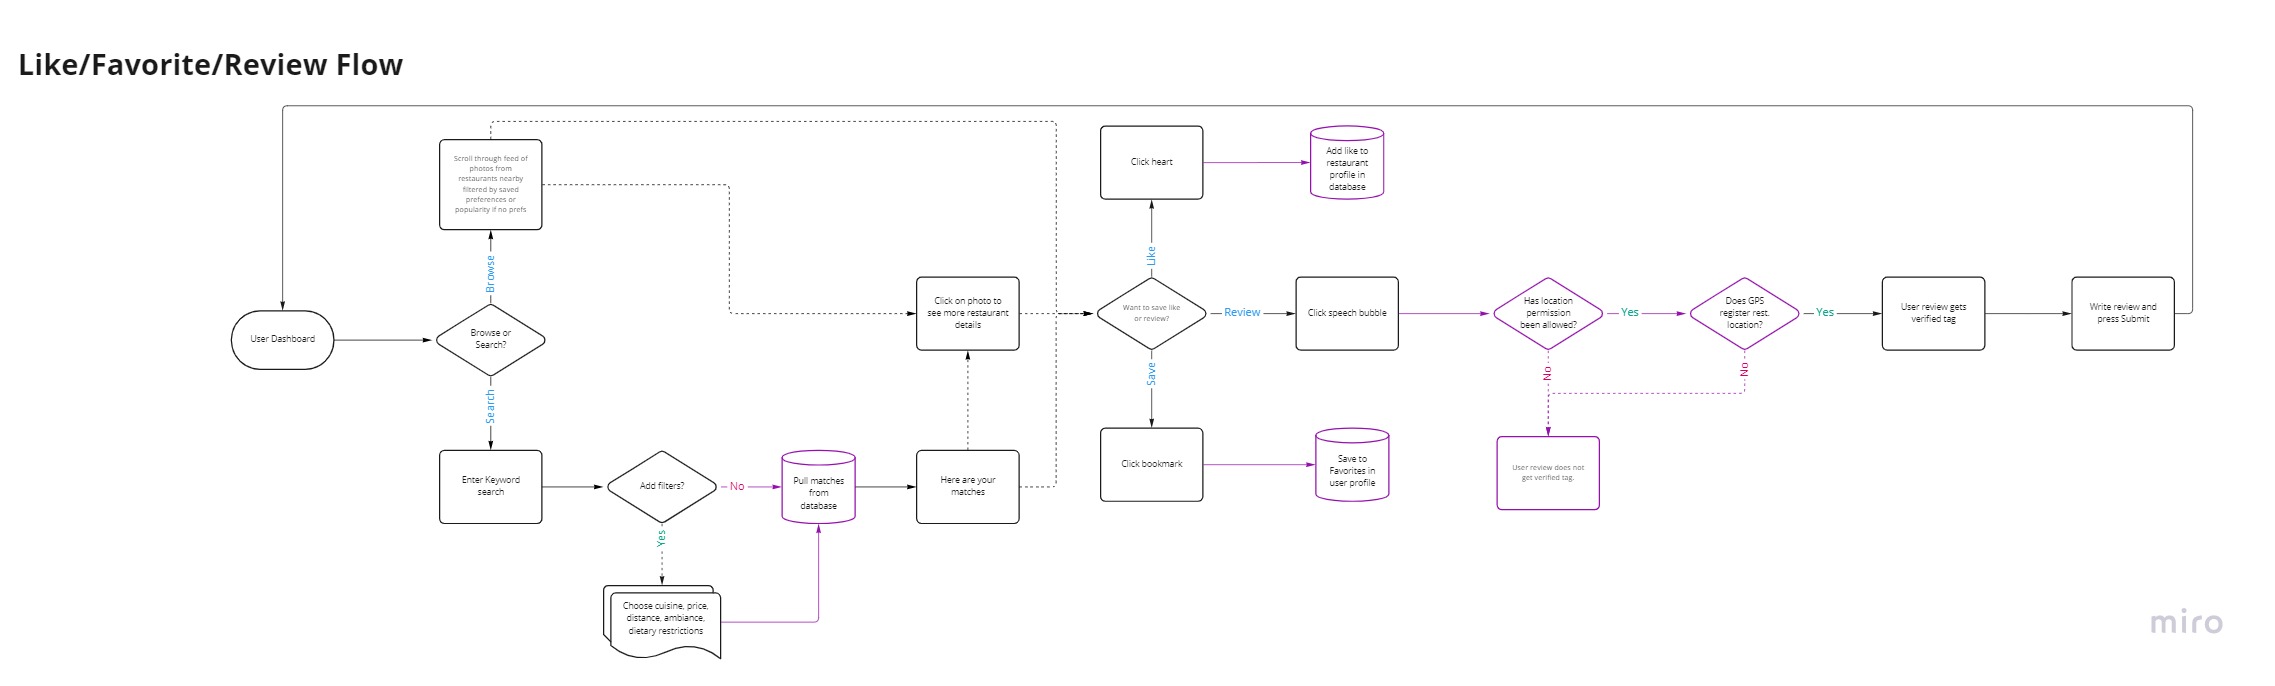 Like/Favorite/Review Flow
Scroll through feed of
photos from
restaurants nearby
filtered by saved
preferences or
popularity if no prefs
Browse
User Dashboard
Browse or
Search?
Search
Enter Keyword
search
Add filters?
No
Yes
Choose cuisine, price,
distance, ambiance,
dietary restrictions
Pull matches
from
database
Here are your
matches
Click on photo to
see more restaurant
details
Want to save like
or review?
Like
Click heart
Add like to
restaurant
profile in
database
Save
Click bookmark
Save to
Favorites in
user profile
Review
Click speech bubble
Has location
permission
been allowed?
Yes
No
Does GPS
register rest.
location?
Yes
No
User review does not
get verified tag.
User review gets
verified tag
Write review and
press Submit
miro